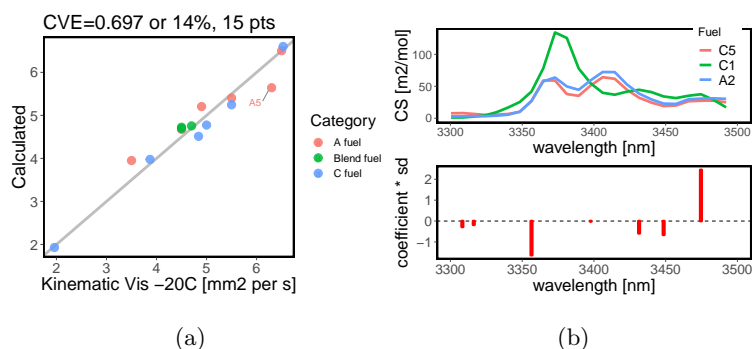 CVE=0.697 or 14%, 15 pts
Calculated
6
5
4
3
2
A5
2
3
4
5
6
Kinematic Vis −20C [mm2 per s]
Category
A fuel
Blend fuel
C fuel
(a)
CS [m2/mol]
100
50
0
Fuel
C5
C1
A2
3300
3350
3400
3450
3500
wavelength [nm]
coefficient * sd
2
1
0
−1
3300
3350
3400
3450
3500
wavelength [nm]
(b)